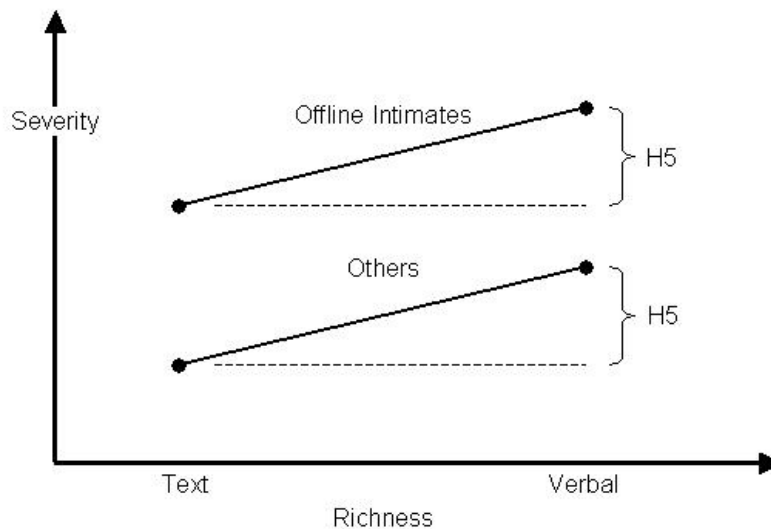 Severity
Offline Intimates
H5
Others
H5
Text
Verbal
Richness